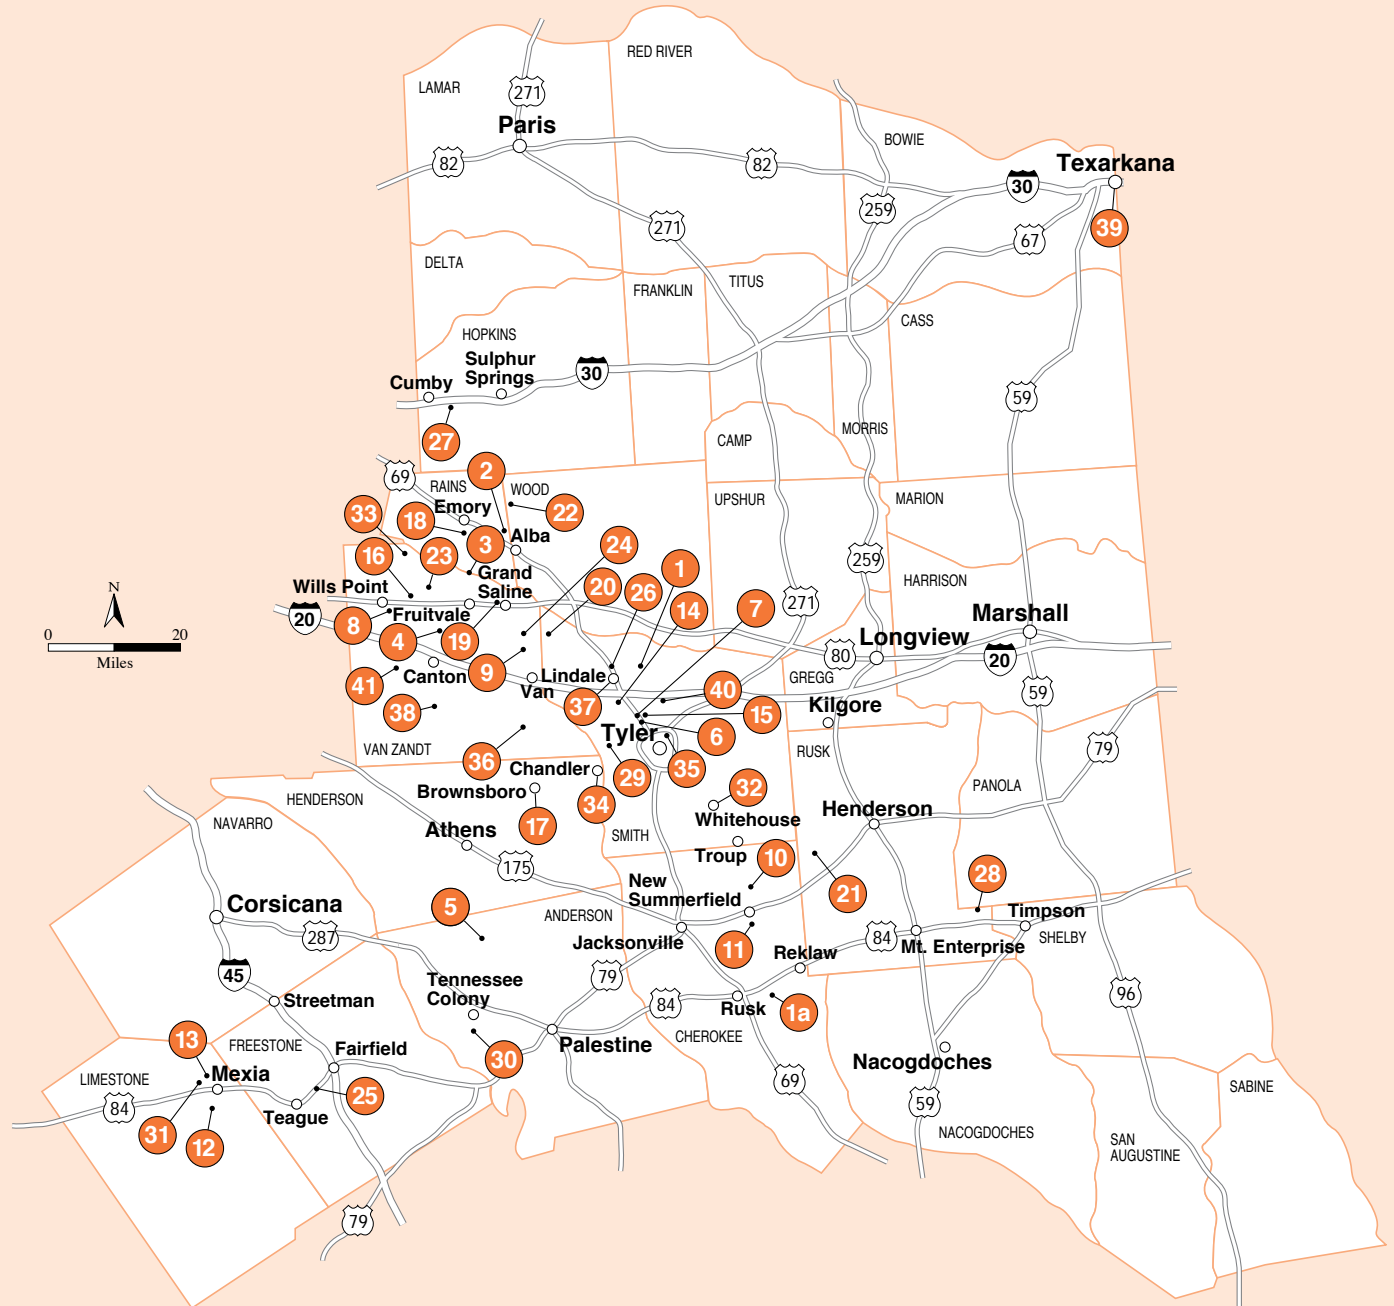 RED RIVER
LAMAR
271
Paris
BOWIE
82
82
Texarkana
30
259
39
271
67
DELTA
TITUS
FRANKLIN
CASS
HOPKINS
Sulphur
Springs
30
Cumby
59
MORRIS
27
CAMP
2
69
RAINS
WOOD
UPSHUR
MARION
Emory
33
18
22
Alba
3
24
16
23
259
1
Grand
Saline
HARRISON
Wills Point
20
26
14
7
271
N
Fruitvale
Marshall
20
8
0
20
4
19
Longview
Miles
80
20
9
Lindale
Canton
GREGG
41
Van
40
59
37
Kilgore
38
15
Tyler
6
VAN ZANDT
RUSK
79
36
Chandler
29
35
PANOLA
Brownsboro
32
HENDERSON
34
Henderson
NAVARRO
17
Whitehouse
Athens
SMITH
Troup
10
175
28
New
Summerfield
21
Corsicana
5
ANDERSON
Timpson
287
Jacksonville
84
SHELBY
11
Mt. Enterprise
Reklaw
45
79
Tennessee
Colony
96
Streetman
84
Rusk
1a
13
CHEROKEE
FREESTONE
Fairfield
30
Palestine
Nacogdoches
LIMESTONE
Mexia
69
SABINE
25
84
Teague
59
31
12
NACOGDOCHES
SAN
AUGUSTINE
79